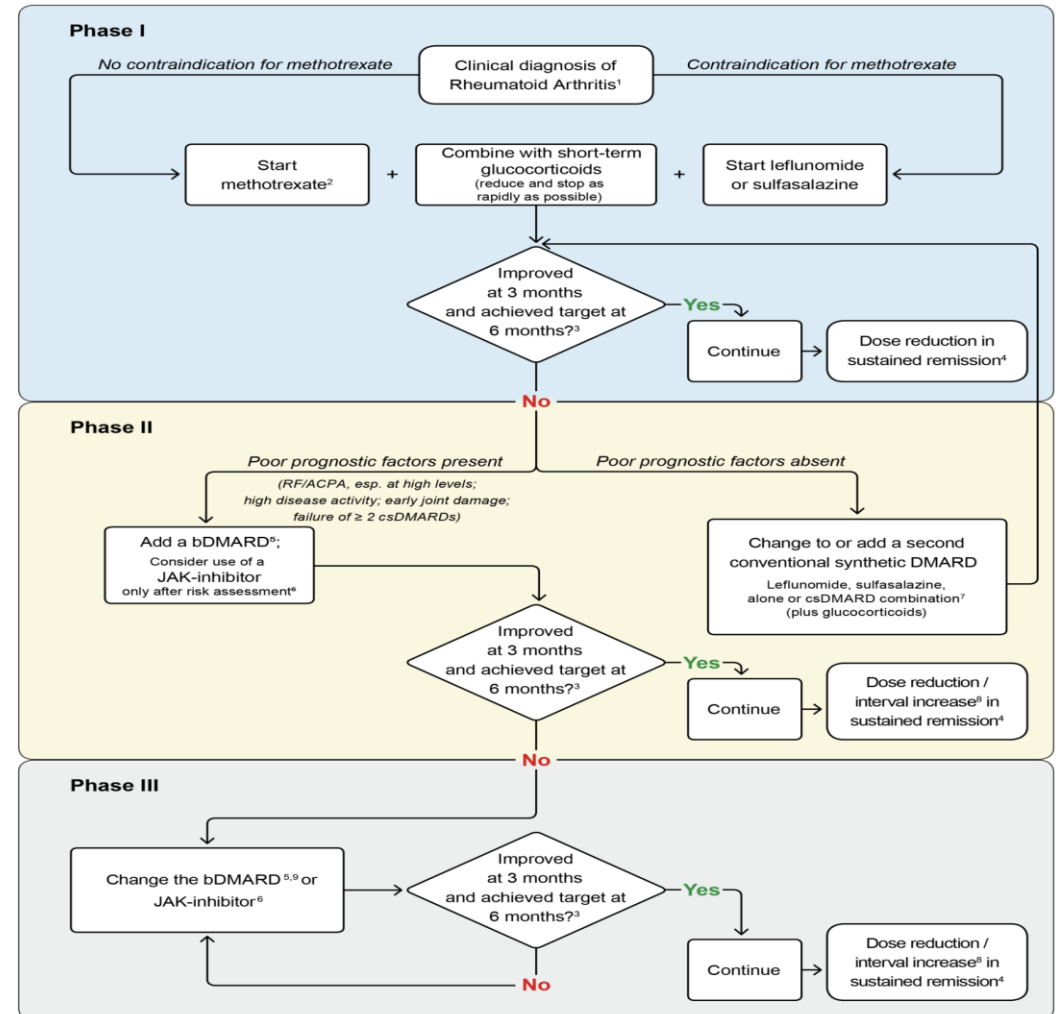 Phase I
No contraindication for methotrexate
Clinical diagnosis of
Rheumatoid Arthritis¹
Contraindication for methotrexate
Start
methotrexate²
+
Combine with short-term
glucocorticoids
(reduce and stop as
rapidly as possible)
+
Start leflunomide
or sulfasalazine
Improved
at 3 months
and achieved target at
6 months?³
Yes
Continue
Dose reduction in
sustained remission⁴
No
Phase II
Poor prognostic factors present
(RF/ACPA, esp. at high levels;
high disease activity; early joint damage;
failure of ≥ 2 csDMARDs)
Poor prognostic factors absent
Add a bDMARD⁵;
Consider use of a
JAK-inhibitor
only after risk assessment⁶
Change to or add a second
conventional synthetic DMARD
Leflunomide, sulfasalazine,
alone or csDMARD combination⁷
(plus glucocorticoids)
Improved
at 3 months
and achieved target at
6 months?³
Yes
Continue
Dose reduction /
interval increase⁸ in
sustained remission⁴
No
Phase III
Change the bDMARD ⁵,⁹ or
JAK-inhibitor⁶
Improved
at 3 months
and achieved target at
6 months?³
Yes
Continue
Dose reduction /
interval increase⁸ in
sustained remission⁴
No